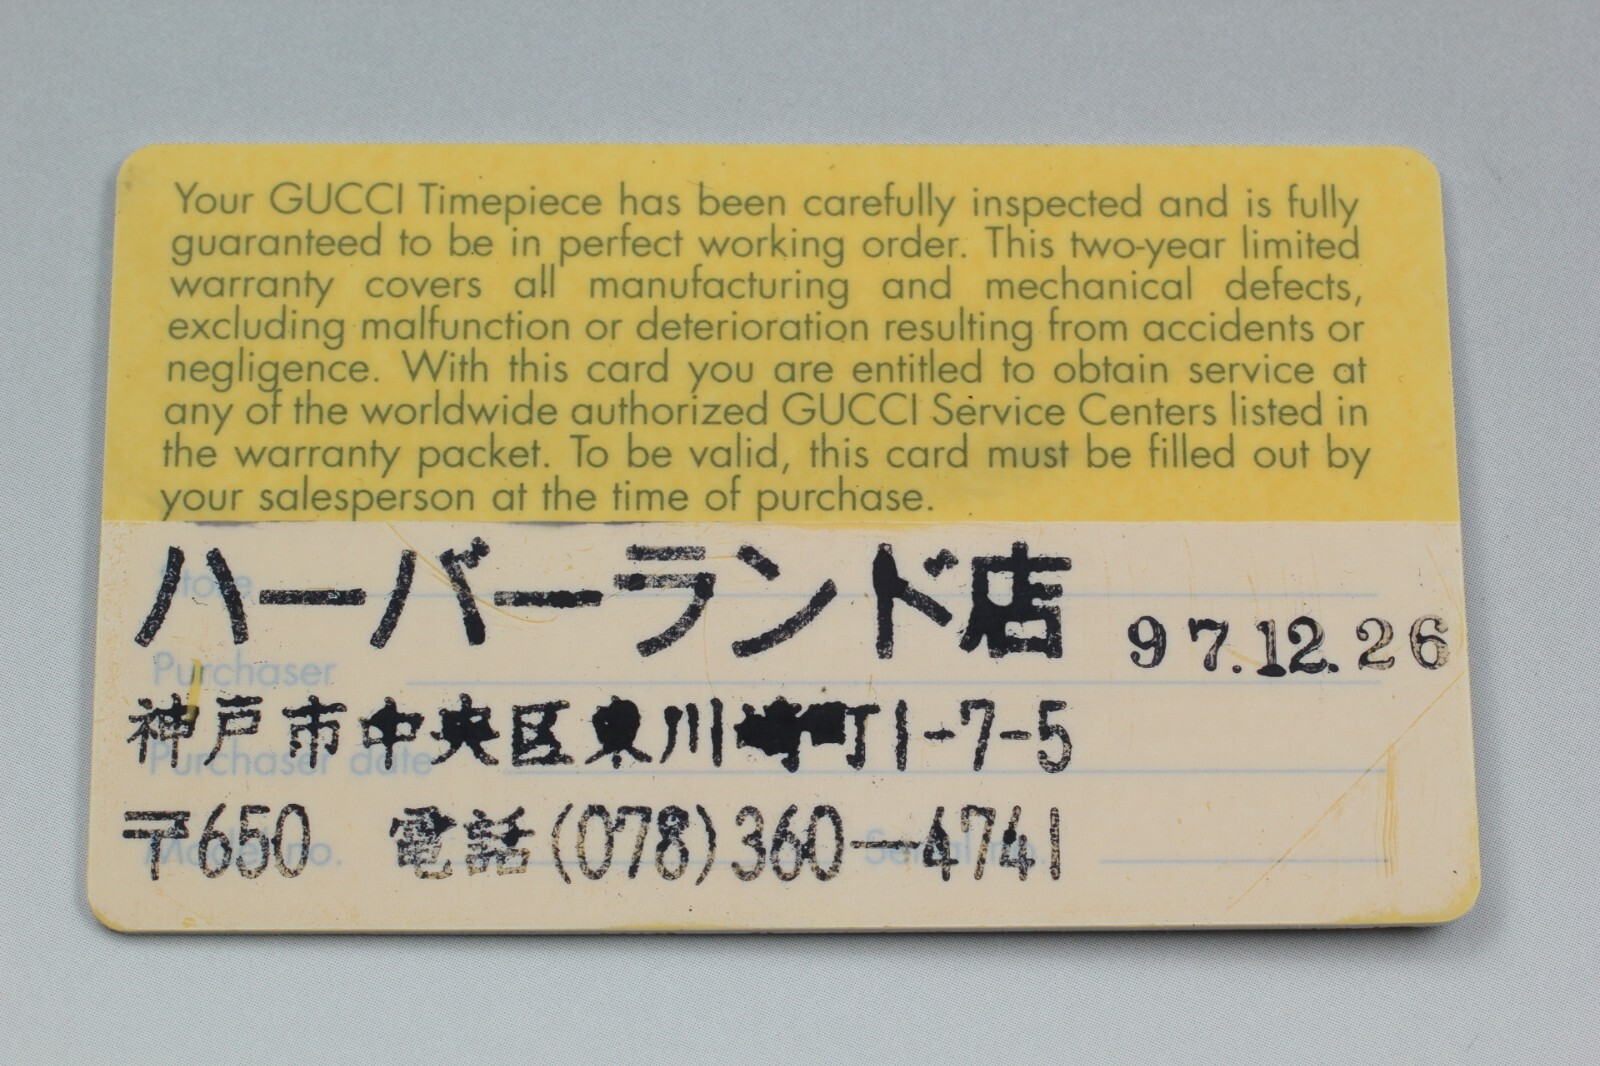 Your GUCCI Timepiece has been carefully inspected and is fully
guaranteed to be in perfect working order. This two-year limited
warranty covers all manufacturing and mechanical defects,
excluding malfunction or deterioration resulting from accidents or
negligence. With this card you are entitled to obtain service at
any of the worldwide authorized GUCCI Service Centers listed in
the warranty packet. To be valid, this card must be filled out by
your salesperson at the time of purchase.
Store
ハーバーランド店 97.12.26
Purchaser
神戸市中央区東川崎町1-7-5
Purchaser date
〒650 電話(078)360-4741
Model no. Serial no.